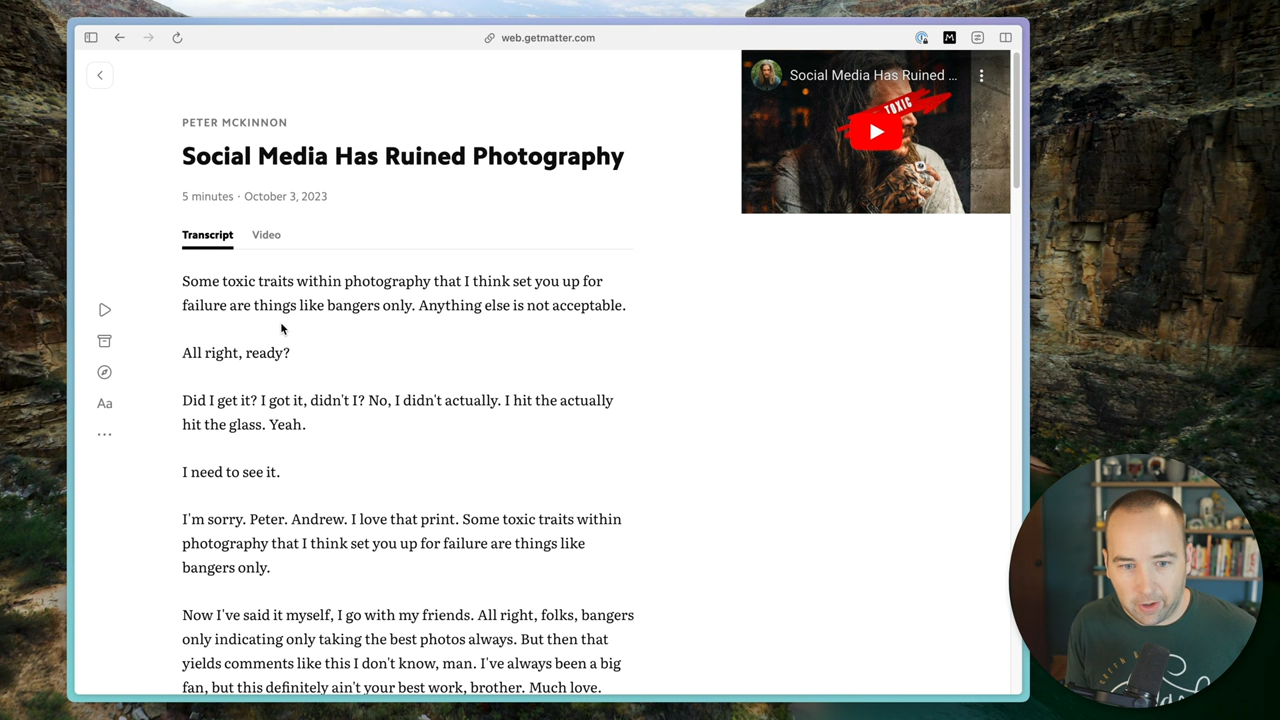 web.getmatter.com
M
Social Media Has Ruined ...
TOXIC
PETER MCKINNON
Social Media Has Ruined Photography
5 minutes · October 3, 2023
Transcript Video
Some toxic traits within photography that I think set you up for
failure are things like bangers only. Anything else is not acceptable.
All right, ready?
Did I get it? I got it, didn't I? No, I didn't actually. I hit the actually
hit the glass. Yeah.
I need to see it.
I'm sorry. Peter. Andrew. I love that print. Some toxic traits within
photography that I think set you up for failure are things like
bangers only.
Now I've said it myself, I go with my friends. All right, folks, bangers
only indicating only taking the best photos always. But then that
yields comments like this I don't know, man. I've always been a big
fan, but this definitely ain't your best work, brother. Much love.
Aa